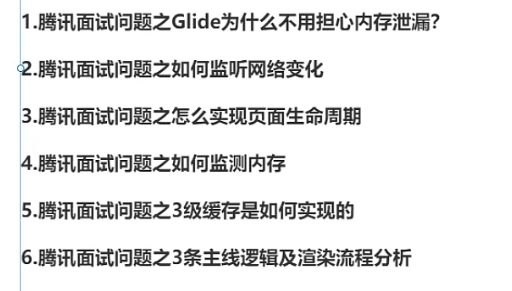 1.腾讯面试问题之Glide为什么不用担心内存泄漏?
2.腾讯面试问题之如何监听网络变化
3.腾讯面试问题之怎么实现页面生命周期
4.腾讯面试问题之如何监测内存
5.腾讯面试问题之3级缓存是如何实现的
6.腾讯面试问题之3条主线逻辑及渲染流程分析